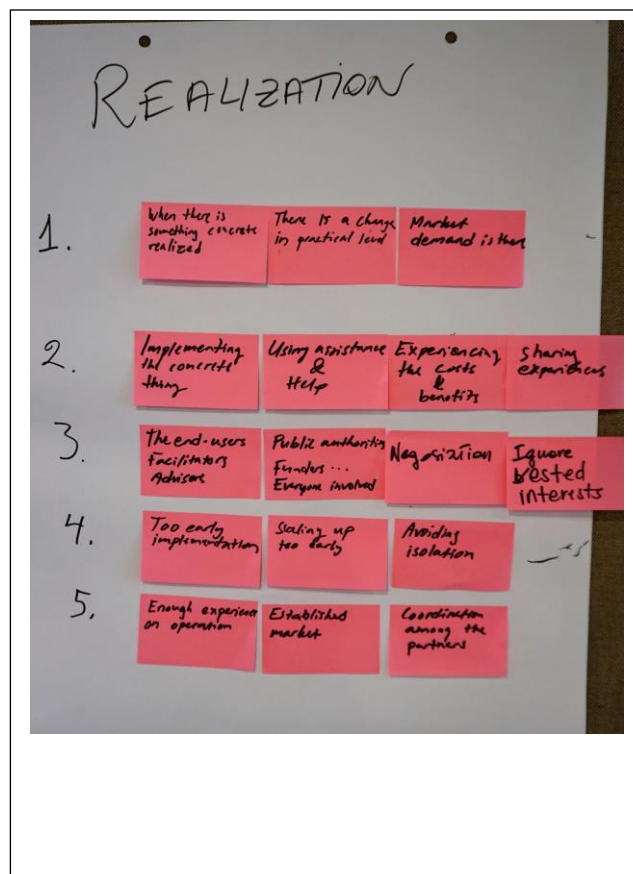 REALIZATION
1.
When there is
something concrete
realized
There is a change
in practical level
Market
demand is there
2.
Implementing
the concrete
thing
Using assistance
&
Help
Experiencing
the costs
&
benefits
Sharing
experiences
3.
The end-users
Facilitators
Advisors
Public authorities
Funders...
Everyone involved
Negosiation
Iquore
vested
interests
4.
Too early
implementation
Scaling up
too early
Avoiding
isolation
5.
Enough experience
on operation
Established
market
Coordination
among the
partners